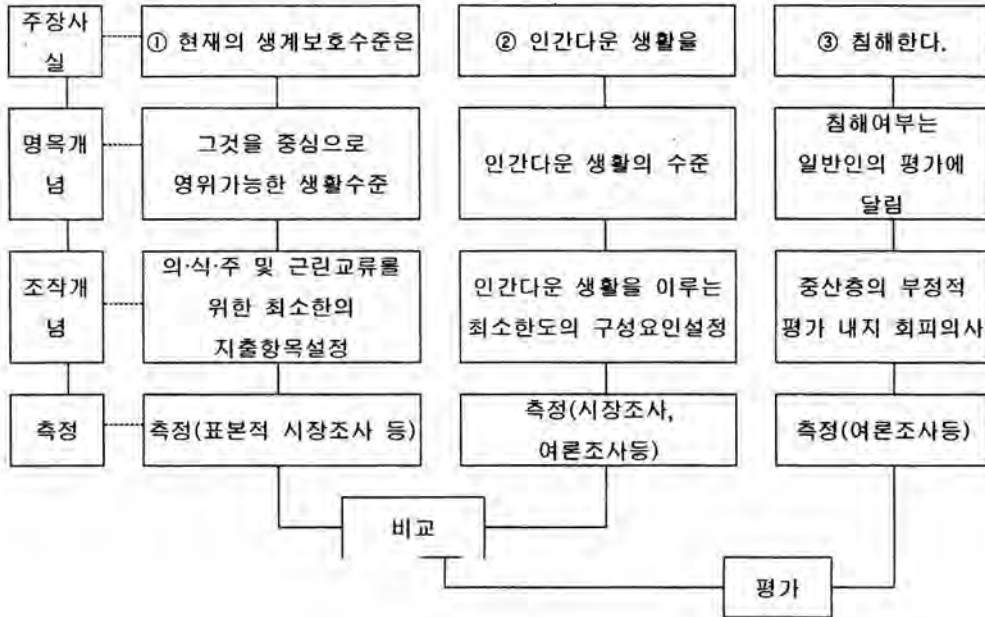 주장사
실
① 현재의 생계보호수준은
② 인간다운 생활을
③ 침해한다.
명목개
념
그것을 중심으로
영위가능한 생활수준
인간다운 생활의 수준
침해여부는
일반인의 평가에
달림
조작개
념
의·식·주 및 근린교류를
위한 최소한의
지출항목설정
인간다운 생활을 이루는
최소한도의 구성요인설정
중산층의 부정적
평가 내지 회피의사
측정
측정(표본적 시장조사 등)
측정(시장조사,
여론조사등)
측정(여론조사등)
비교
평가